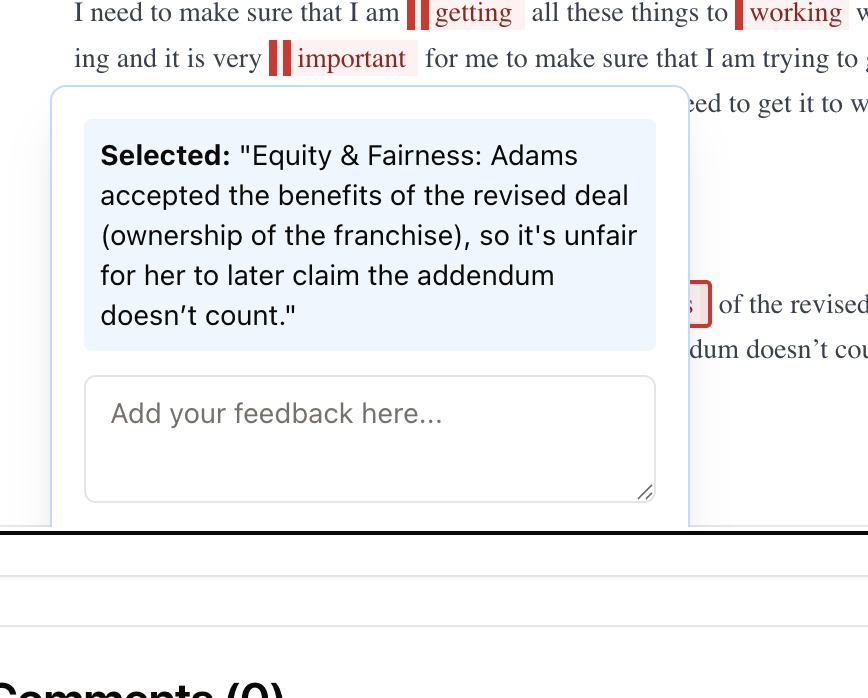 I need to make sure that I am getting all these things to working
ing and it is very important for me to make sure that I am trying to
to get it to
Selected: "Equity & Fairness: Adams
accepted the benefits of the revised deal
(ownership of the franchise), so it's unfair
for her to later claim the addendum
doesn’t count."
of the revised
doesn’t
Add your feedback here...
Comments (0)